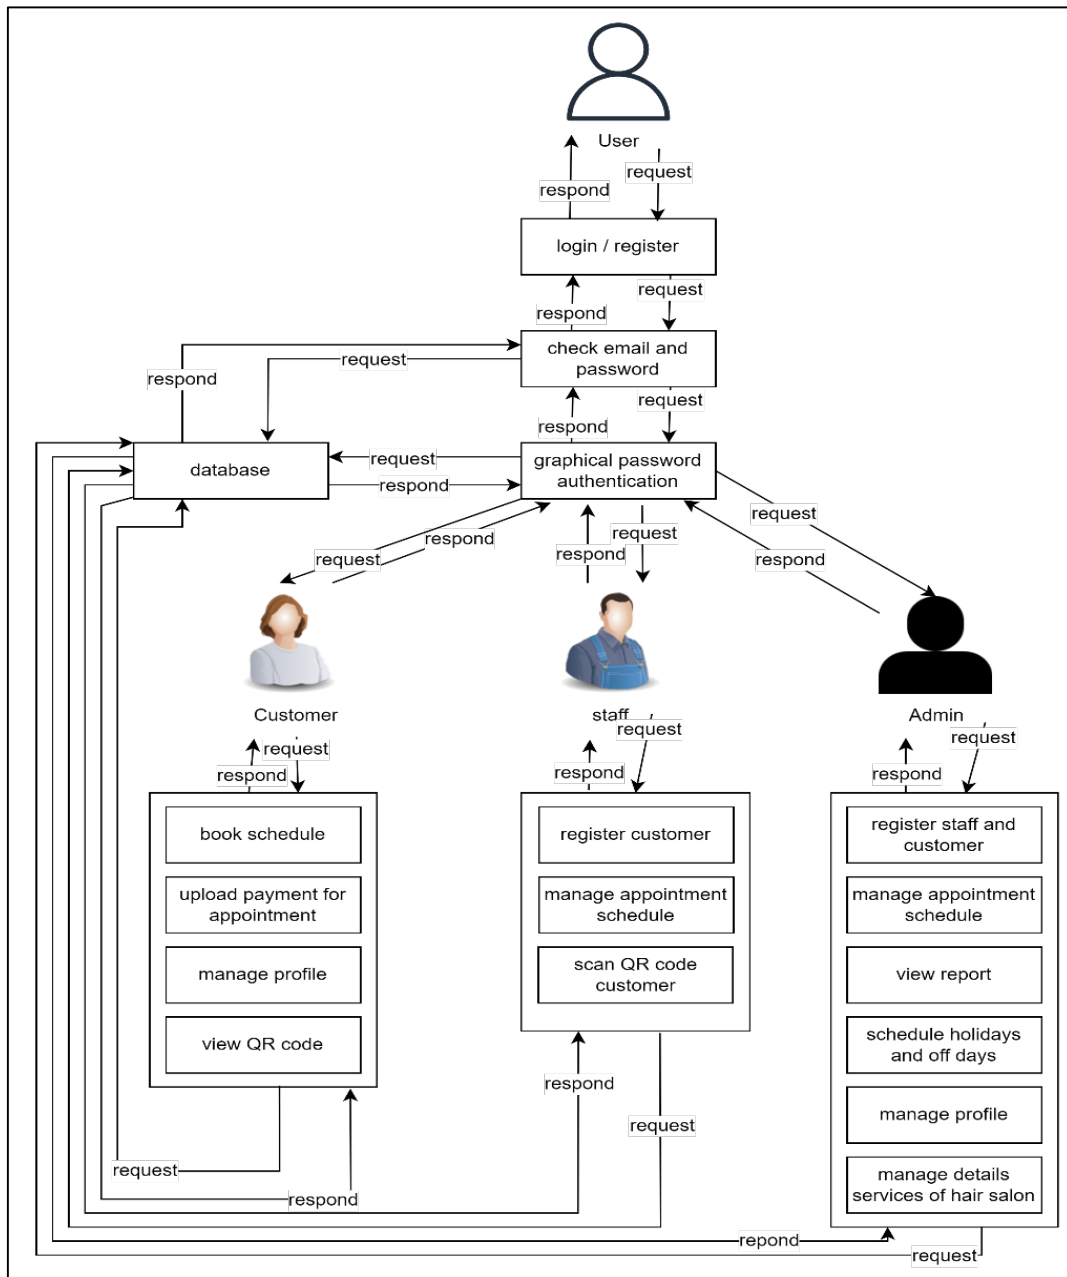 User
request
respond
login / register
request
respond
check email and
password
request
respond
request
respond
database
request
respond
graphical password
authentication
request
respond
request
respond
request
respond
Customer
staff
Admin
request
respond
request
respond
request
respond
book schedule
upload payment for
appointment
manage profile
view QR code
register customer
manage appointment
schedule
scan QR code
customer
register staff and
customer
manage appointment
schedule
view report
schedule holidays
and off days
manage profile
manage details
services of hair salon
respond
request
request
respond
repond
request